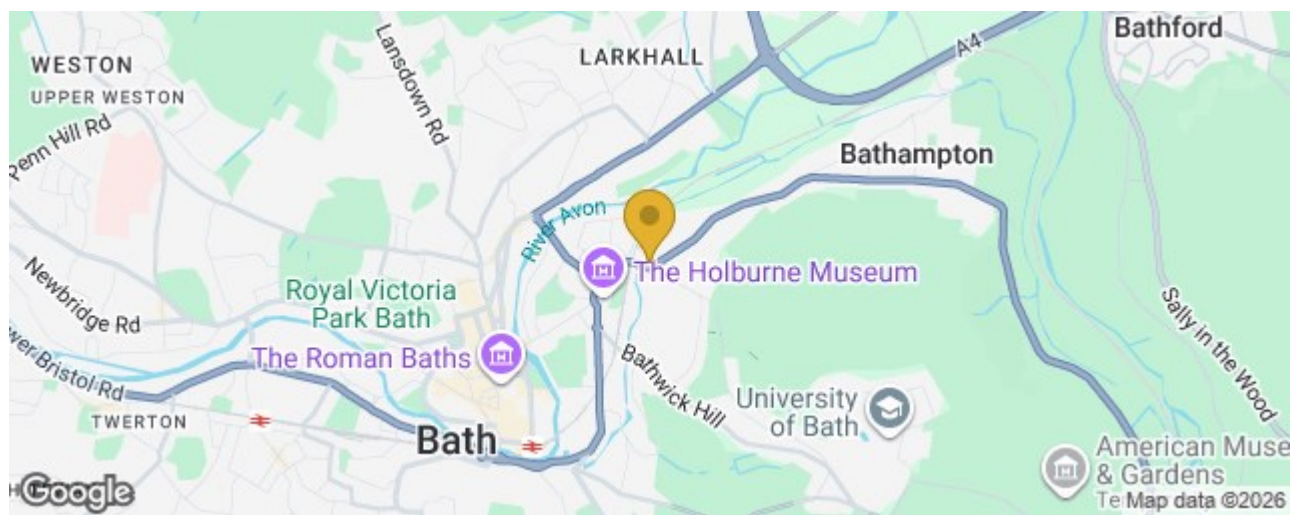 Bathford
WESTON
LARKHALL
A4
UPPER WESTON
Lansdown Rd
Penn Hill Rd
Bathampton
River Avon
The Holburne Museum
Newbridge Rd
Royal Victoria
Park Bath
Sally in the Wood
The Roman Baths
Bathwick Hill
wer Bristol Rd
University
of Bath
TWERTON
Bath
American Muse
& Gardens
Google
Map data ©2026